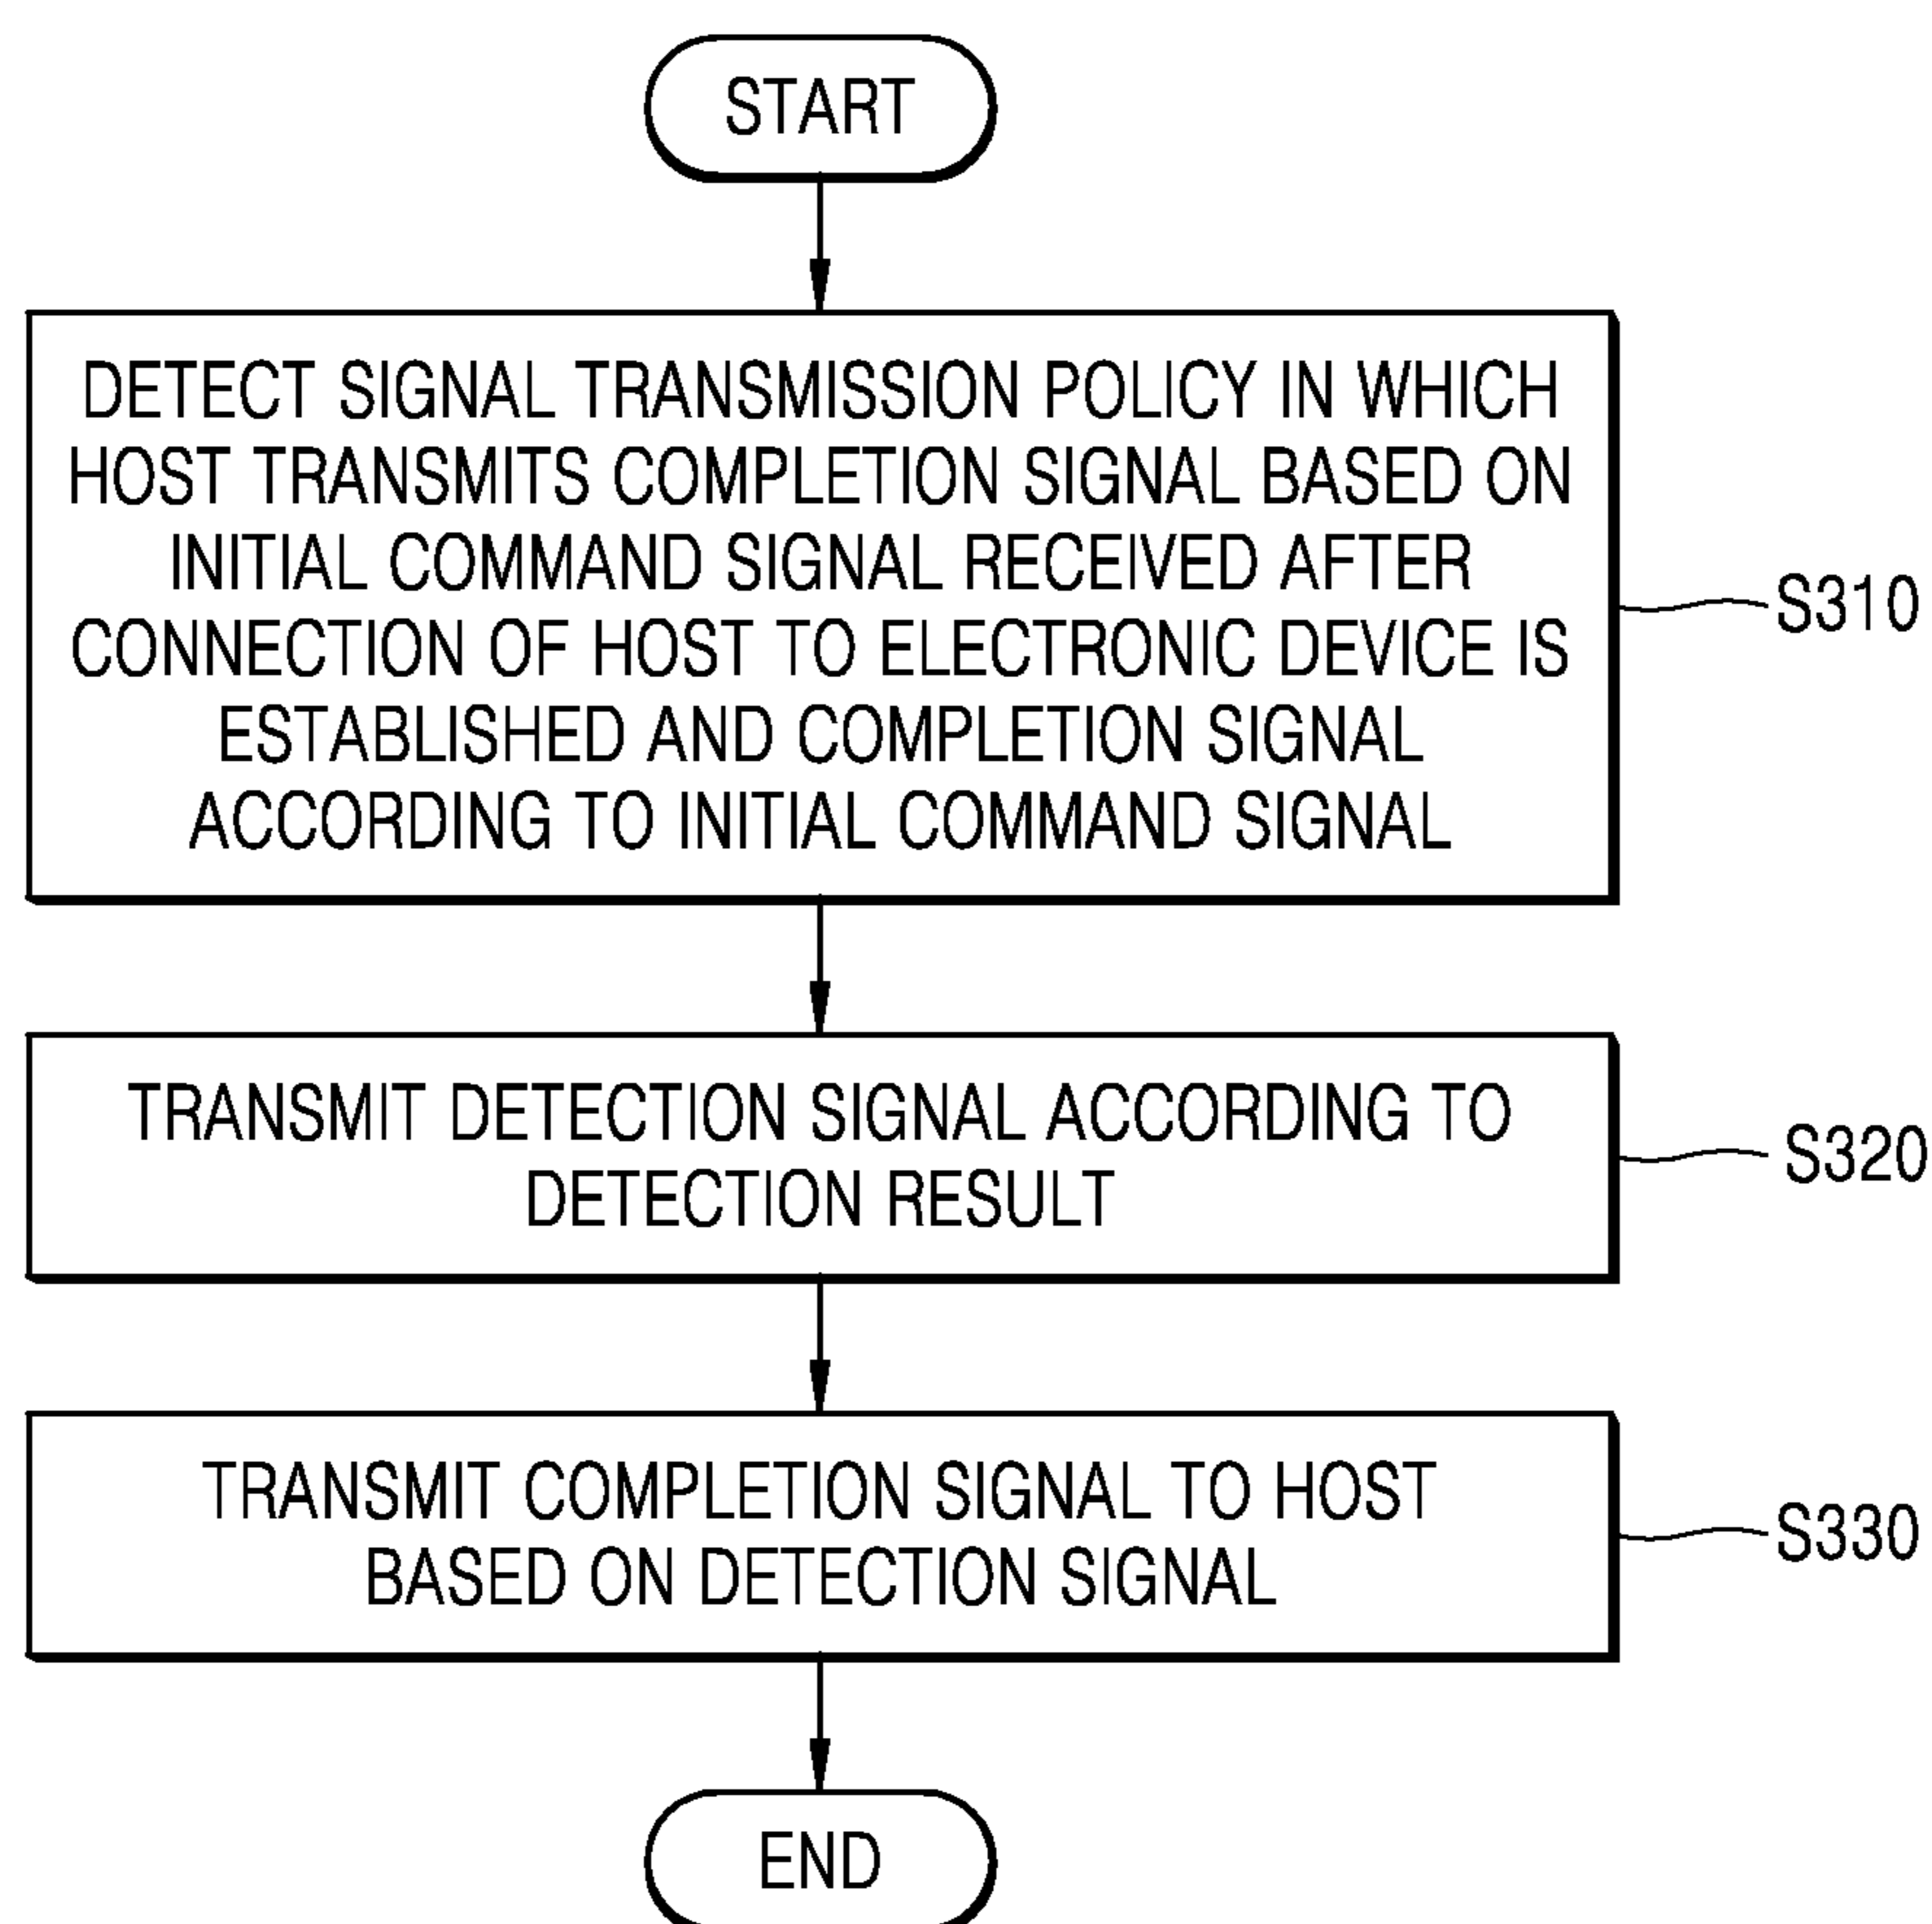 START
DETECT SIGNAL TRANSMISSION POLICY IN WHICH
HOST TRANSMITS COMPLETION SIGNAL BASED ON
INITIAL COMMAND SIGNAL RECEIVED AFTER
CONNECTION OF HOST TO ELECTRONIC DEVICE IS
ESTABLISHED AND COMPLETION SIGNAL
ACCORDING TO INITIAL COMMAND SIGNAL
S310
TRANSMIT DETECTION SIGNAL ACCORDING TO
DETECTION RESULT
S320
TRANSMIT COMPLETION SIGNAL TO HOST
BASED ON DETECTION SIGNAL
S330
END